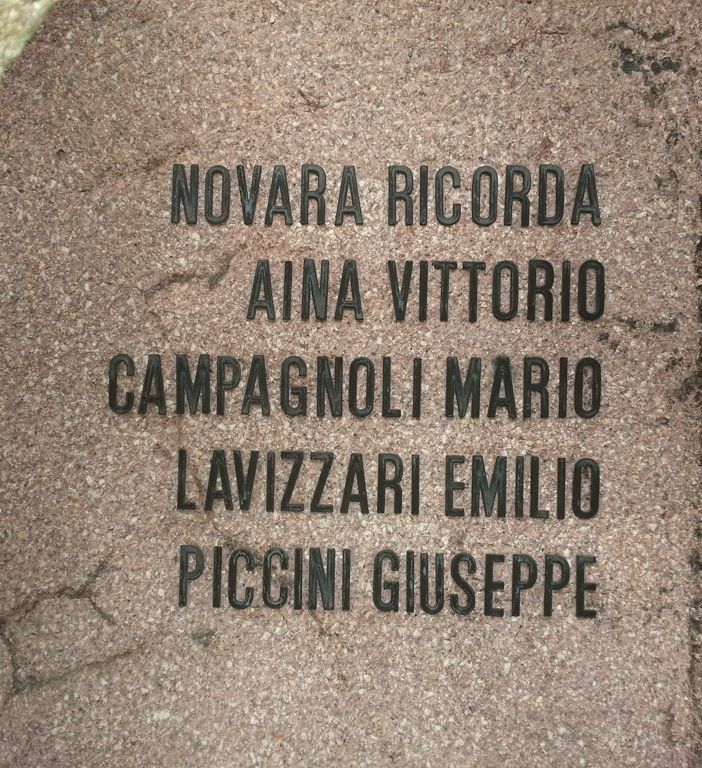 NOVARA RICORDA
AINA VITTORIO
CAMPAGNOLI MARIO
LAVIZZARI EMILIO
PICCINI GIUSEPPE